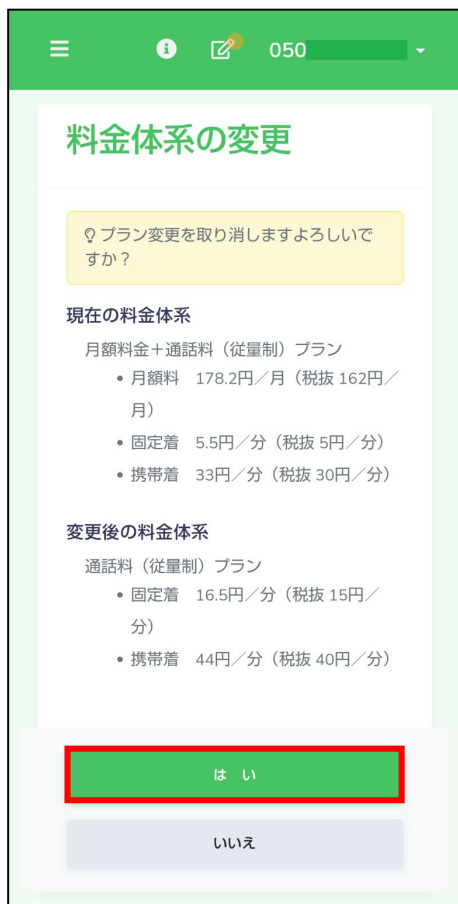 050
料金体系の変更
プラン変更を取り消しますよろしいで
すか？
現在の料金体系
月額料金＋通話料（従量制）プラン
• 月額料　178.2円／月（税抜 162円／
月）
• 固定着　5.5円／分（税抜 5円／分）
• 携帯着　33円／分（税抜 30円／分）
変更後の料金体系
通話料（従量制）プラン
• 固定着　16.5円／分（税抜 15円／
分）
• 携帯着　44円／分（税抜 40円／分）
は　い
いいえ